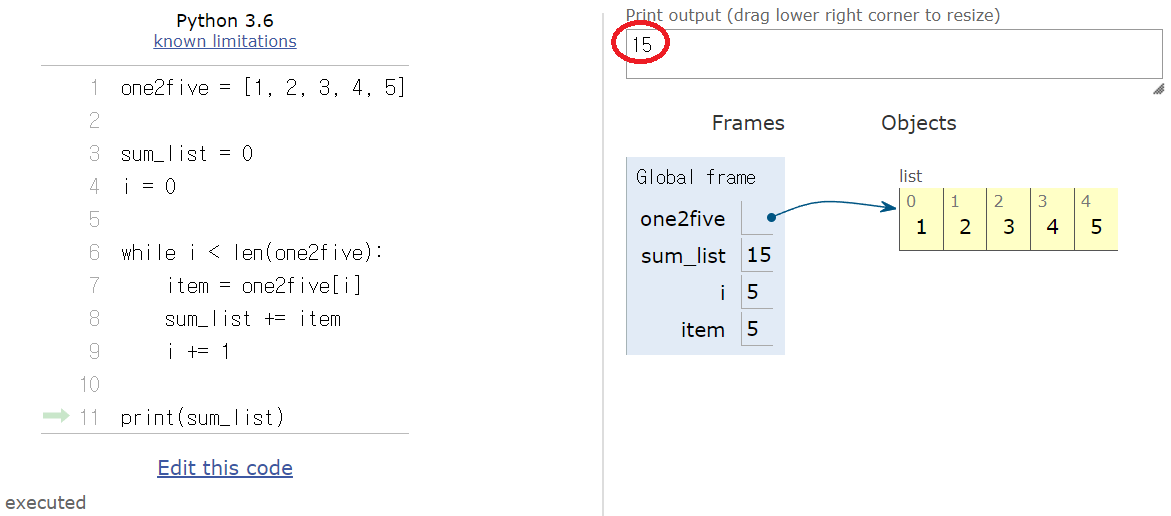 Python 3.6
known limitations
1 one2five = [1, 2, 3, 4, 5]
2
3 sum_list = 0
4 i = 0
5
6 while i < len(one2five):
7     item = one2five[i]
8     sum_list += item
9     i += 1
10
11 print(sum_list)
Edit this code
executed
Print output (drag lower right corner to resize)
15
Frames Objects
Global frame
one2five
sum_list 15
i 5
item 5
list
0 1 2 3 4
1 2 3 4 5